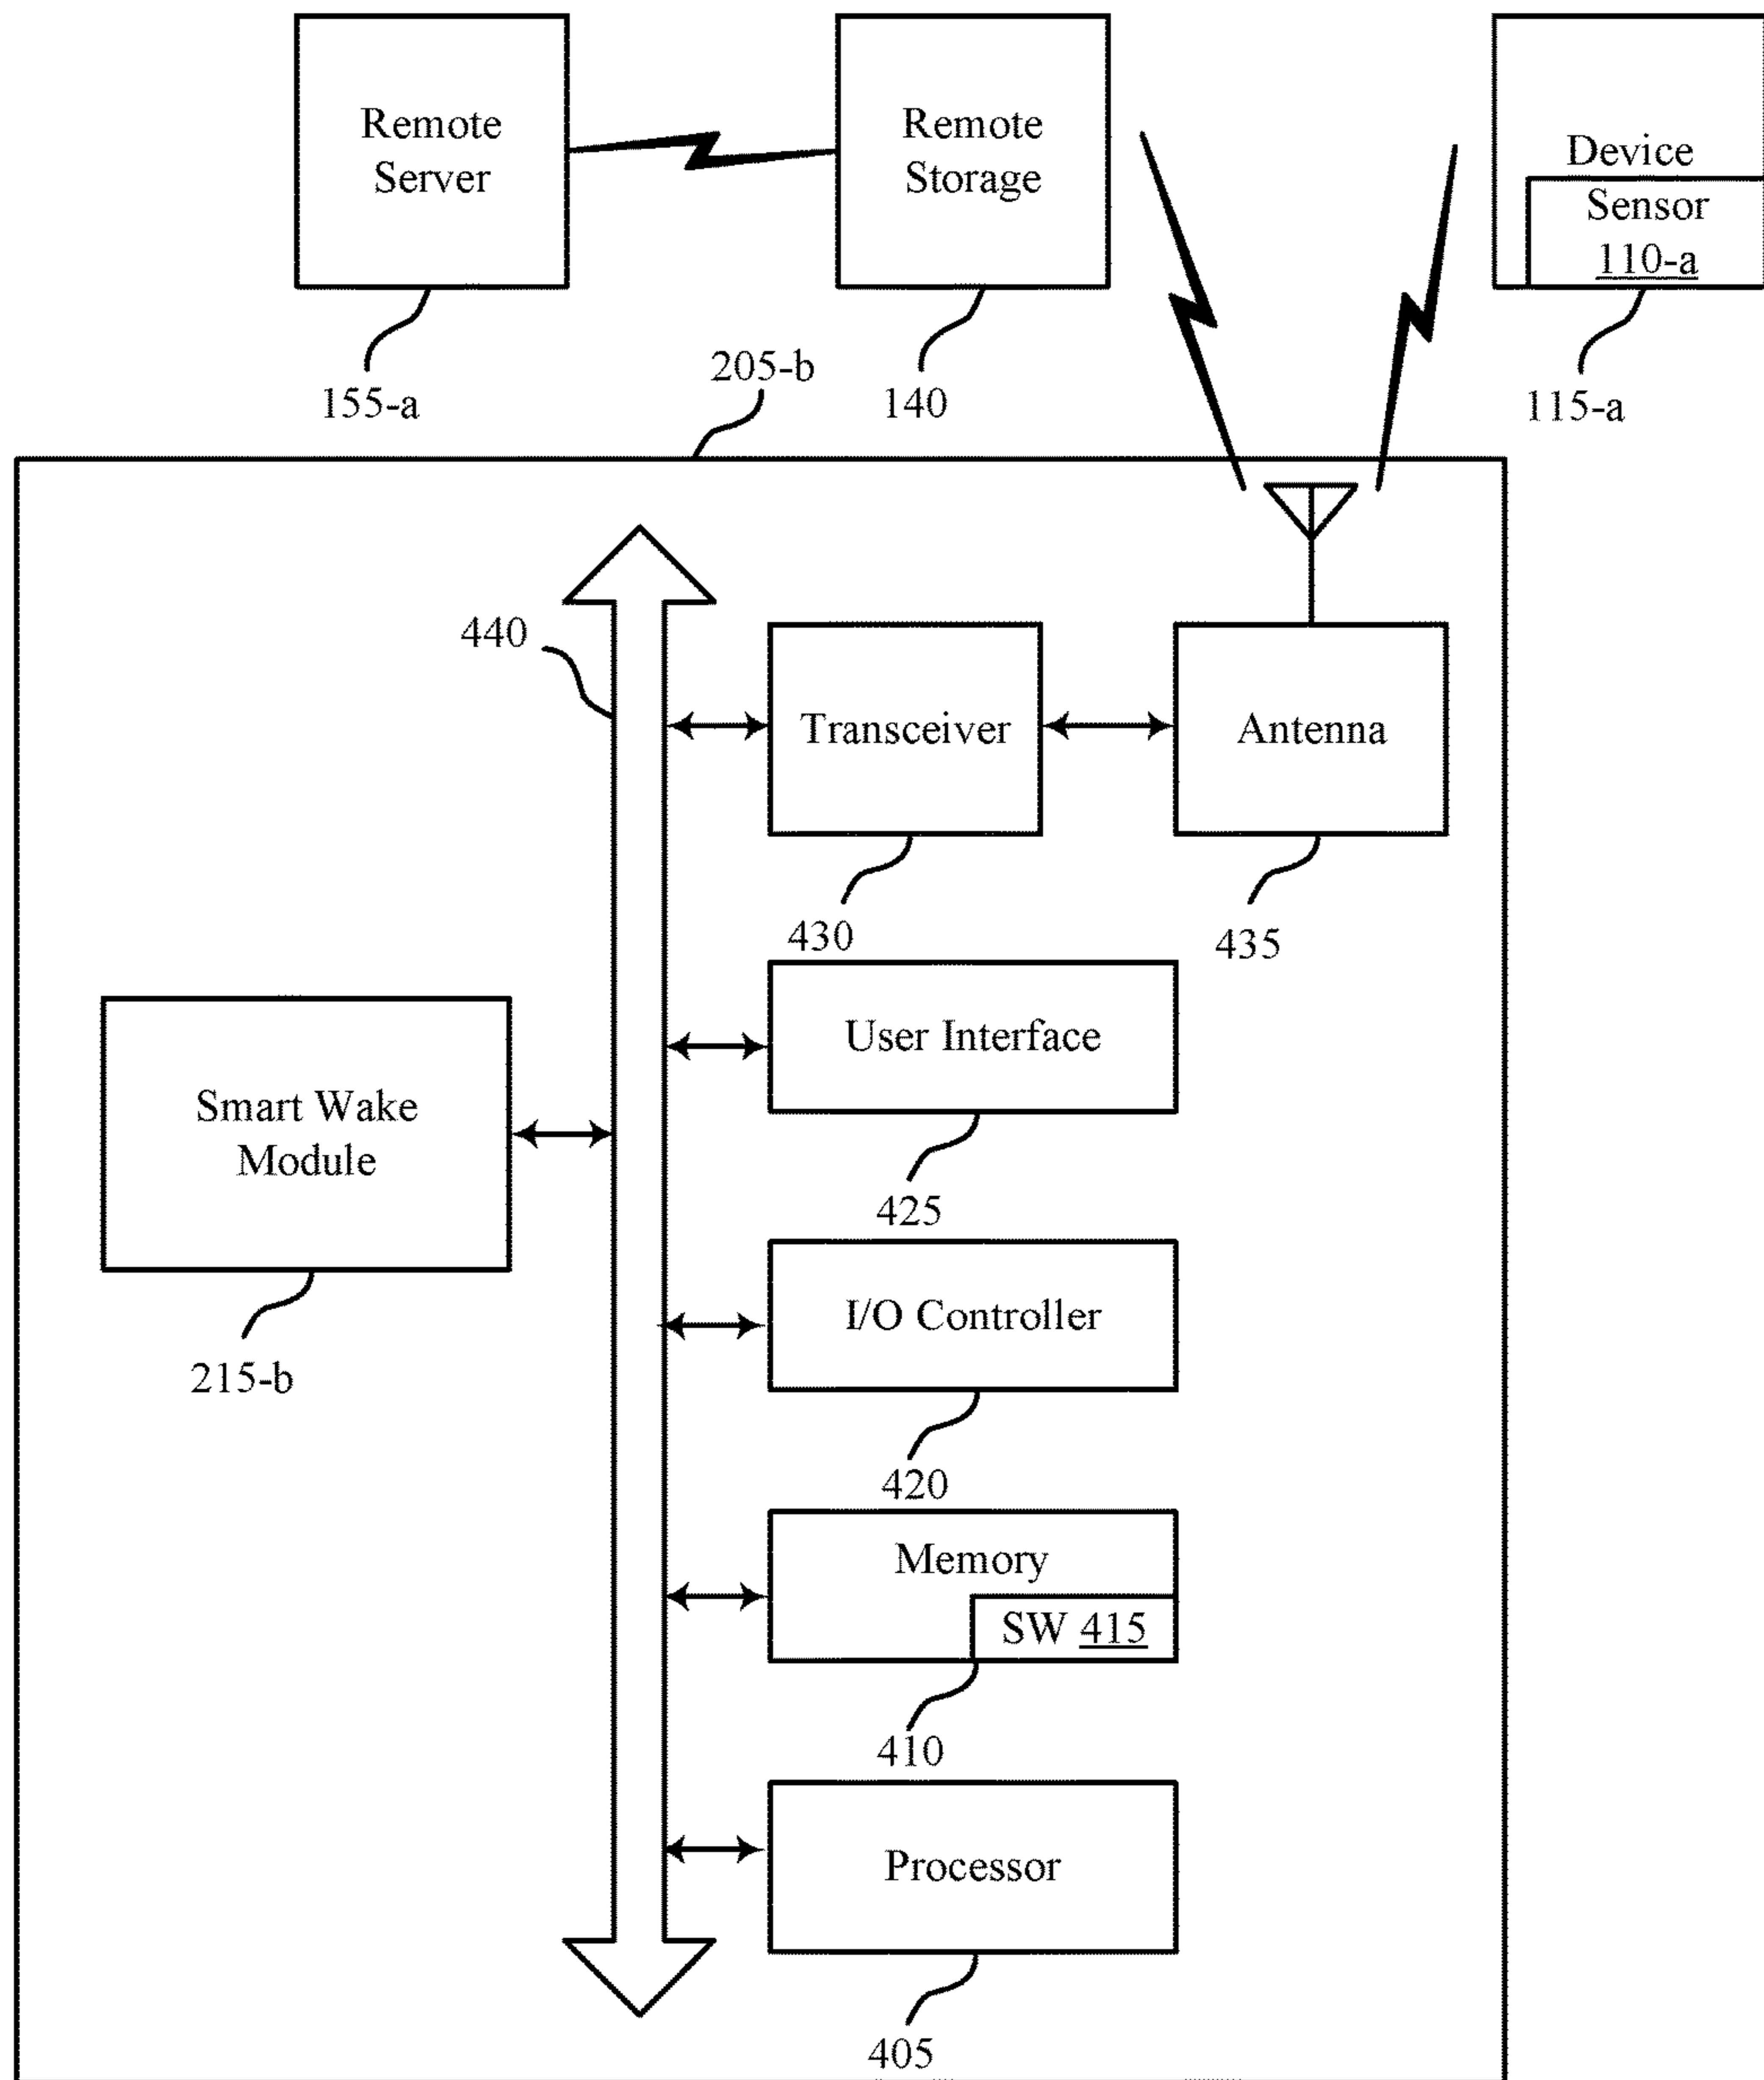 Remote
Server
Remote
Storage
Device
Sensor
110-a
155-a
205-b
140
115-a
440
Transceiver
Antenna
430
435
User Interface
Smart Wake
Module
425
I/O Controller
215-b
420
Memory
SW 415
410
Processor
405